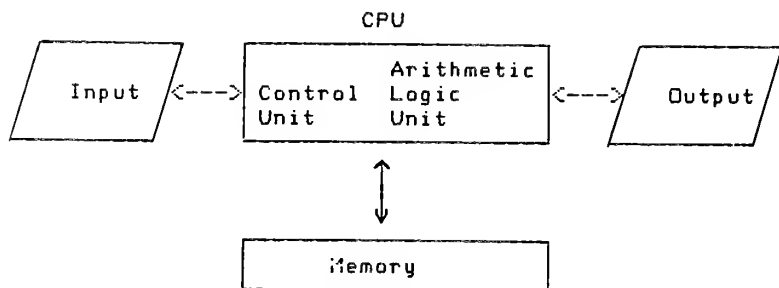 CPU
Input
Control
Unit
Arithmetic
Logic
Unit
Output
Memory